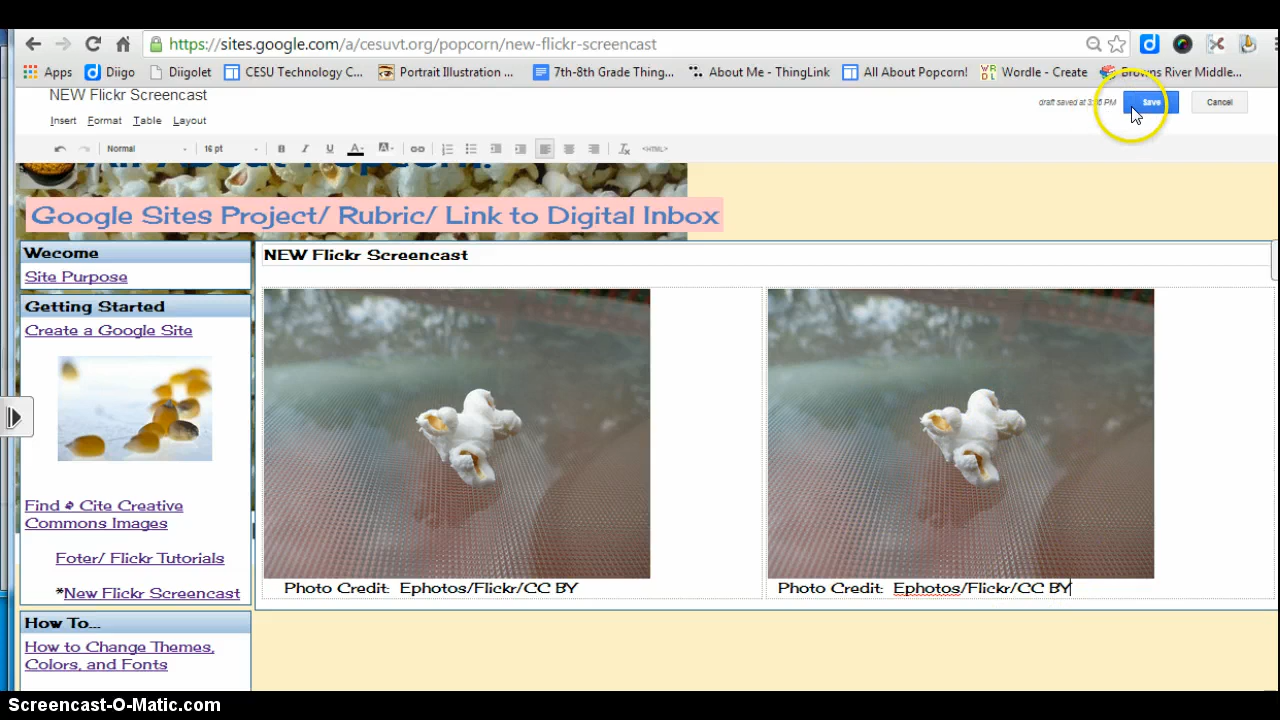 https://sites.google.com/a/cesuvt.org/popcorn/new-flickr-screencast
Apps Diigo Diigolet CESU Technology C... Portrait Illustration ... 7th-8th Grade Thing... About Me - ThingLink All About Popcorn! Wordle - Create Browns River Middle...
NEW Flickr Screencast
draft saved at PM Save Cancel
Insert Format Table Layout
Normal 16 pt B I U A A <HTML>
Google Sites Project/ Rubric/ Link to Digital Inbox
Wecome
Site Purpose
Getting Started
Create a Google Site
Find & Cite Creative
Commons Images
Foter/ Flickr Tutorials
*New Flickr Screencast
How To...
How to Change Themes,
Colors, and Fonts
NEW Flickr Screencast
Photo Credit: Ephotos/Flickr/CC BY
Photo Credit: Ephotos/Flickr/CC BY
Screencast-O-Matic.com